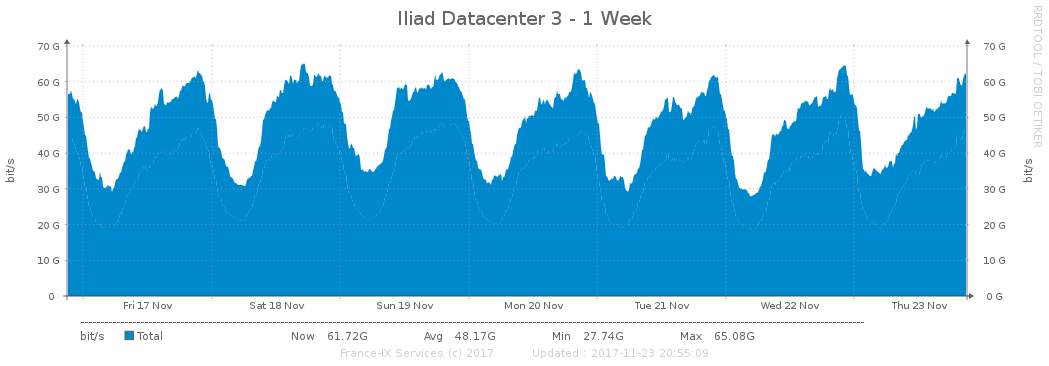 Iliad Datacenter 3 - 1 Week
RRDTOOL / TOBI OETIKER
bit/s
70 G 70 G
60 G 60 G
50 G 50 G
40 G 40 G
30 G 30 G
20 G 20 G
10 G 10 G
0 0 G
bit/s
Fri 17 Nov Sat 18 Nov Sun 19 Nov Mon 20 Nov Tue 21 Nov Wed 22 Nov Thu 23 Nov
bit/s Total Now 61.72G Avg 48.17G Min 27.74G Max 65.08G
France-IX Services (c) 2017 Updated : 2017-11-23 20:55:09